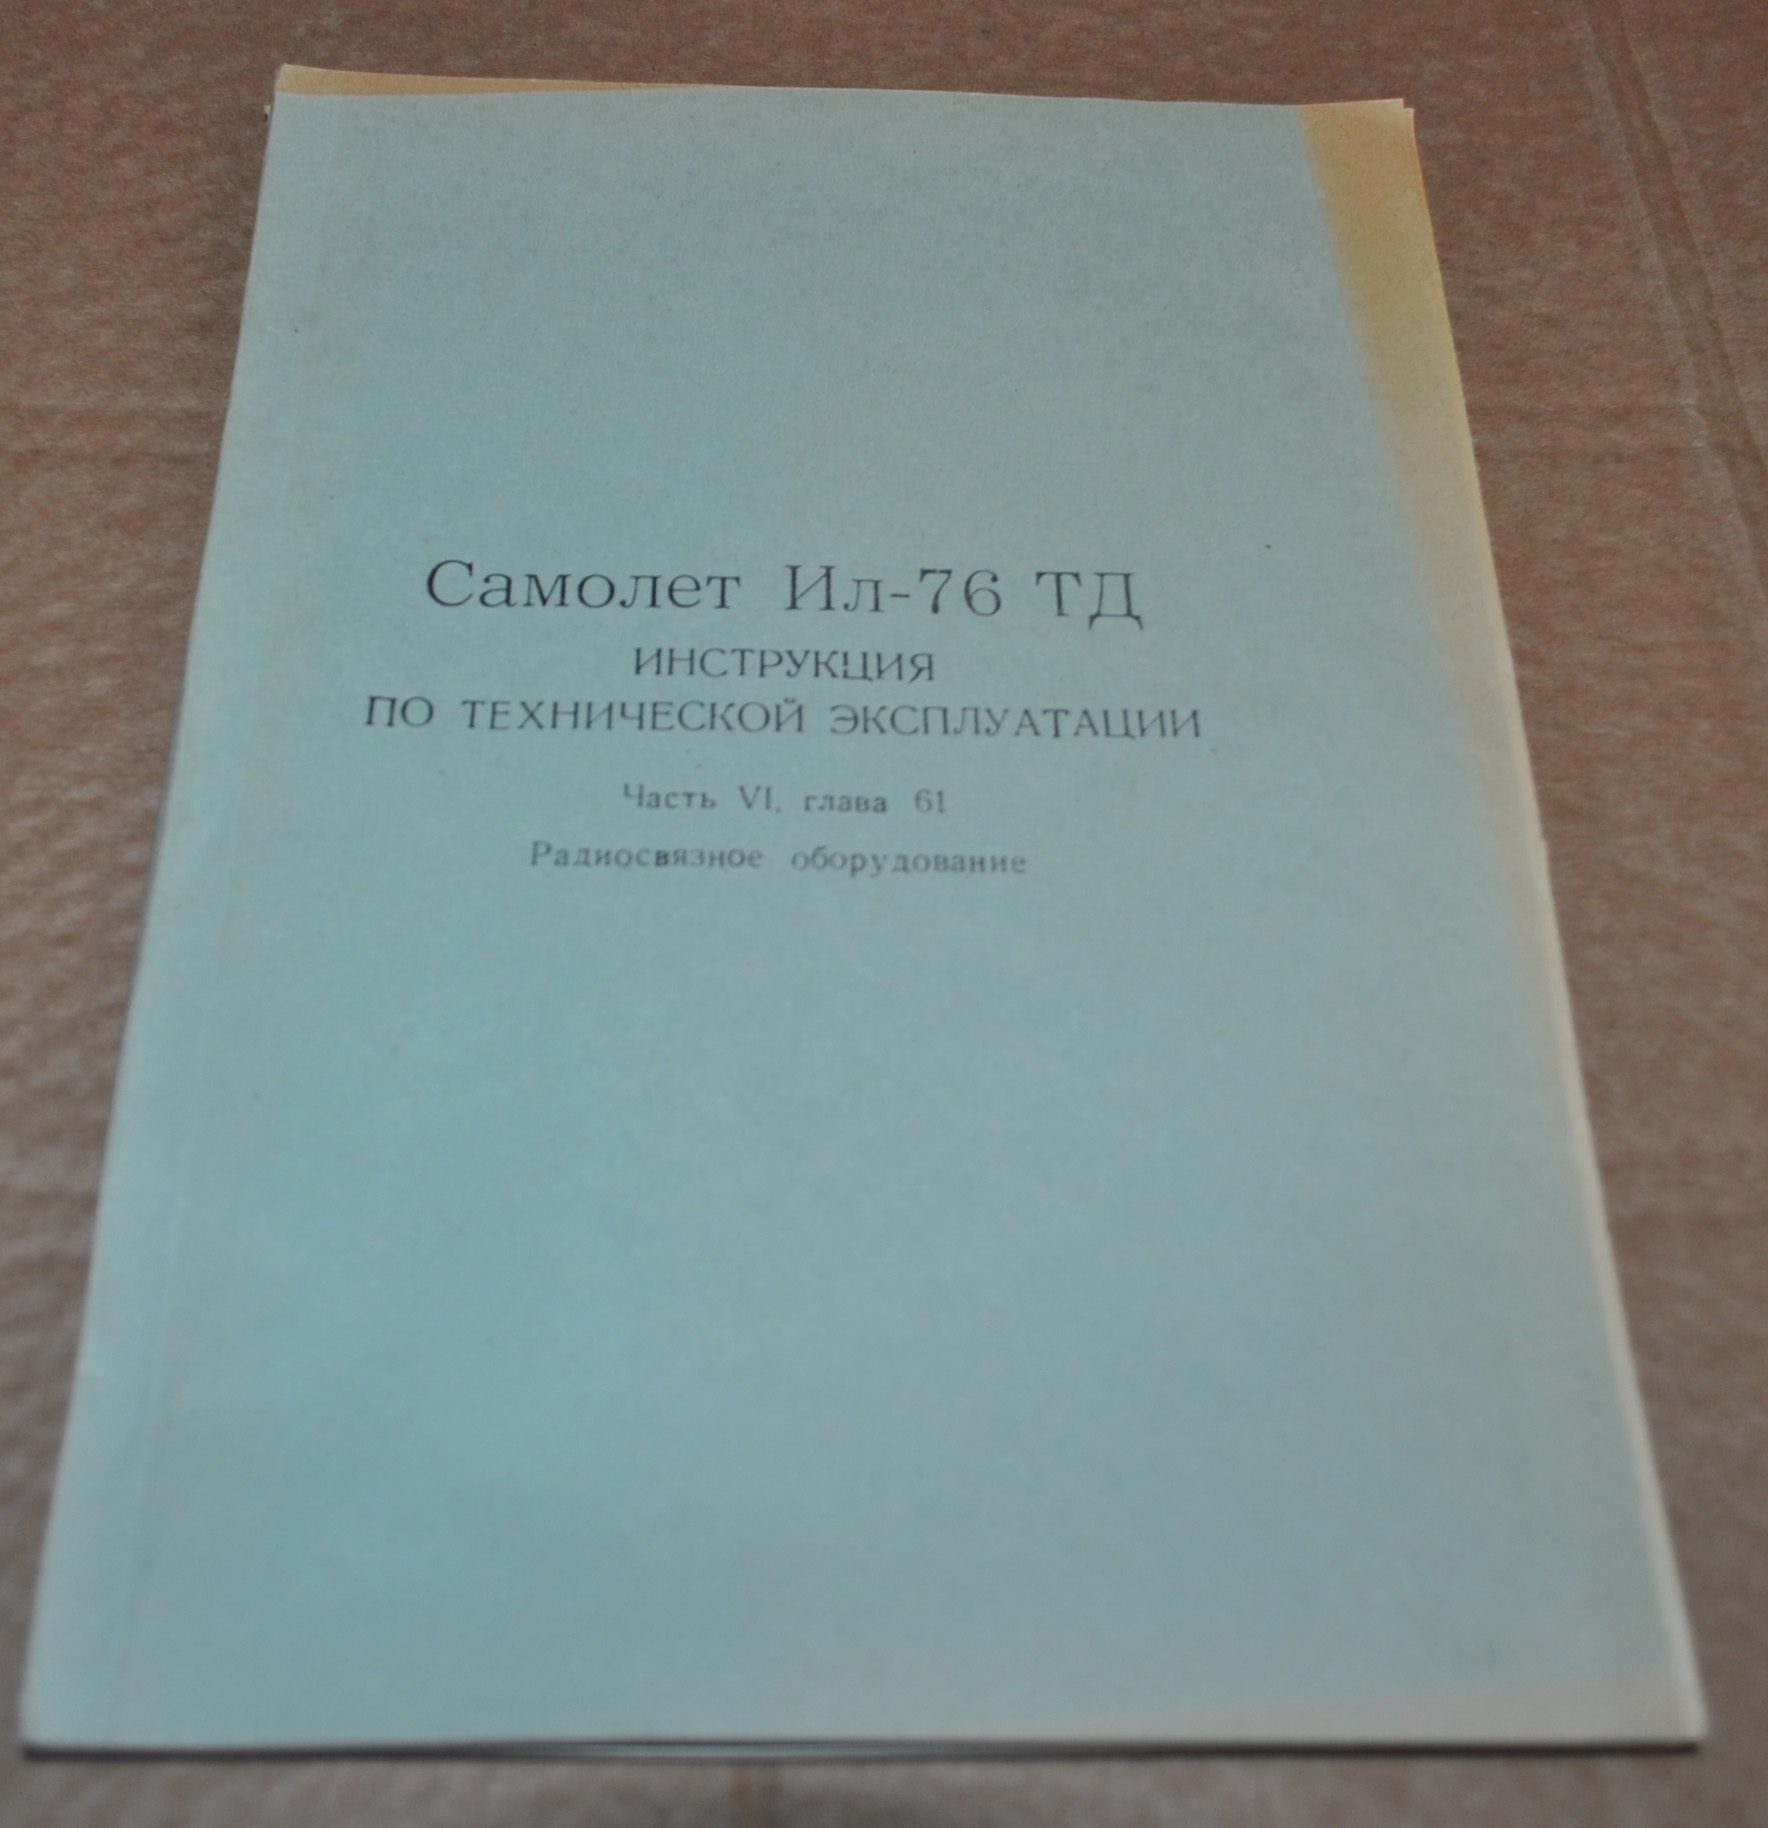 Самолет Ил-76 ТД
ИНСТРУКЦИЯ
ПО ТЕХНИЧЕСКОЙ ЭКСПЛУАТАЦИИ
Часть VI, глава 61
Радиосвязное оборудование